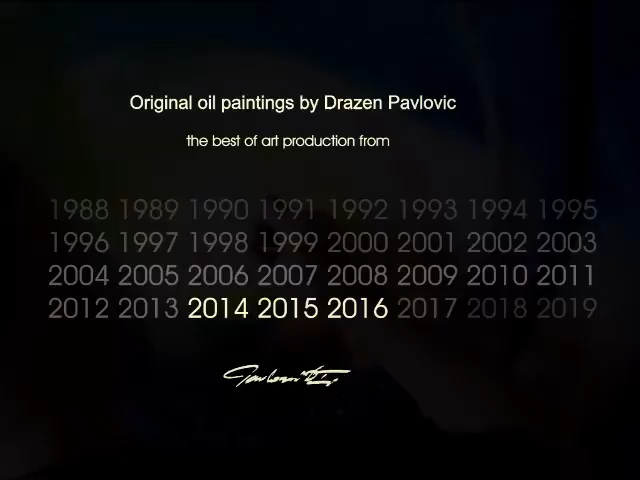 Original oil paintings by Drazen Pavlovic
the best of art production from
1988 1989 1990 1991 1992 1993 1994 1995
1996 1997 1998 1999 2000 2001 2002 2003
2004 2005 2006 2007 2008 2009 2010 2011
2012 2013 2014 2015 2016 2017 2018 2019